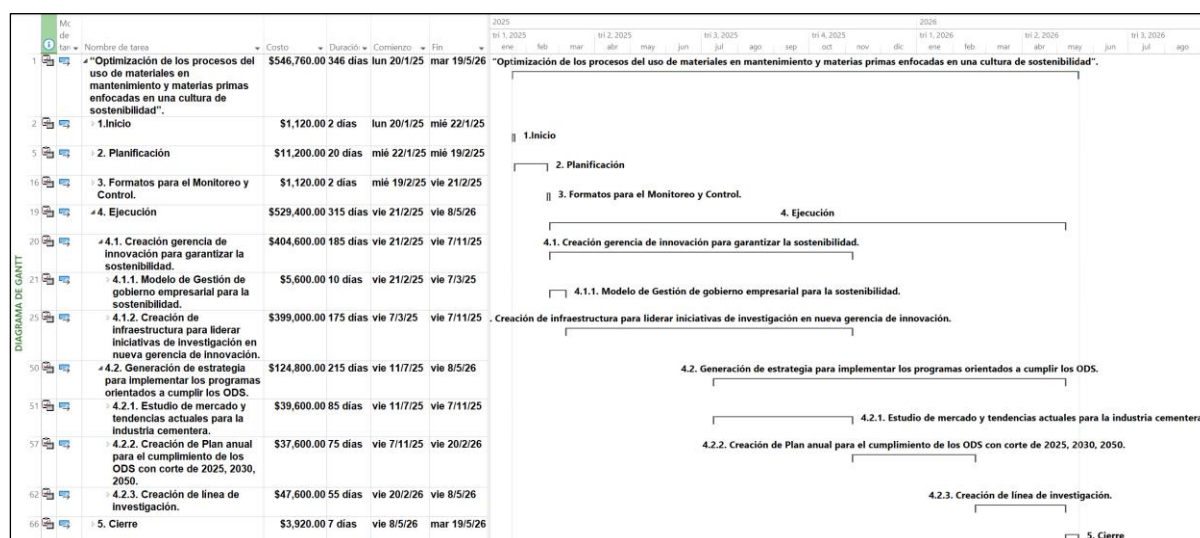 2025 2026
Mc
de
tar Nombre de tarea Costo Duració Comienzo Fin
tri 1, 2025 tri 2, 2025 tri 3, 2025 tri 4, 2025 tri 1, 2026 tri 2, 2026 tri 3, 2026
ene feb mar abr may jun jul ago sep oct nov dic ene feb mar abr may jun jul ago
DIAGRAMA DE GANTT
1 "Optimización de los procesos del $546,760.00 346 días lun 20/1/25 mar 19/5/26 "Optimización de los procesos del uso de materiales en mantenimiento y materias primas enfocadas en una cultura de sostenibilidad".
uso de materiales en
mantenimiento y materias primas
enfocadas en una cultura de
sostenibilidad".
2 1.Inicio $1,120.00 2 días lun 20/1/25 mié 22/1/25 1.Inicio
5 2. Planificación $11,200.00 20 días mié 22/1/25 mié 19/2/25 2. Planificación
16 3. Formatos para el Monitoreo y $1,120.00 2 días mié 19/2/25 vie 21/2/25 3. Formatos para el Monitoreo y Control.
Control.
19 4. Ejecución $529,400.00 315 días vie 21/2/25 vie 8/5/26 4. Ejecución
20 4.1. Creación gerencia de $404,600.00 185 días vie 21/2/25 vie 7/11/25 4.1. Creación gerencia de innovación para garantizar la sostenibilidad.
innovación para garantizar la
sostenibilidad.
21 4.1.1. Modelo de Gestión de $5,600.00 10 días vie 21/2/25 vie 7/3/25 4.1.1. Modelo de Gestión de gobierno empresarial para la sostenibilidad.
gobierno empresarial para la
sostenibilidad.
25 4.1.2. Creación de $399,000.00 175 días vie 7/3/25 vie 7/11/25 . Creación de infraestructura para liderar iniciativas de investigación en nueva gerencia de innovación.
infraestructura para liderar
iniciativas de investigación en
nueva gerencia de innovación.
50 4.2. Generación de estrategia $124,800.00 215 días vie 11/7/25 vie 8/5/26 4.2. Generación de estrategia para implementar los programas orientados a cumplir los ODS.
para implementar los programas
orientados a cumplir los ODS.
51 4.2.1. Estudio de mercado y $39,600.00 85 días vie 11/7/25 vie 7/11/25 4.2.1. Estudio de mercado y tendencias actuales para la industria cementera
tendencias actuales para la
industria cementera.
57 4.2.2. Creación de Plan anual $37,600.00 75 días vie 7/11/25 vie 20/2/26 4.2.2. Creación de Plan anual para el cumplimiento de los ODS con corte de 2025, 2030, 2050.
para el cumplimiento de los
ODS con corte de 2025, 2030,
2050.
62 4.2.3. Creación de línea de $47,600.00 55 días vie 20/2/26 vie 8/5/26 4.2.3. Creación de línea de investigación.
investigación.
66 5. Cierre $3,920.00 7 días vie 8/5/26 mar 19/5/26 5. Cierre